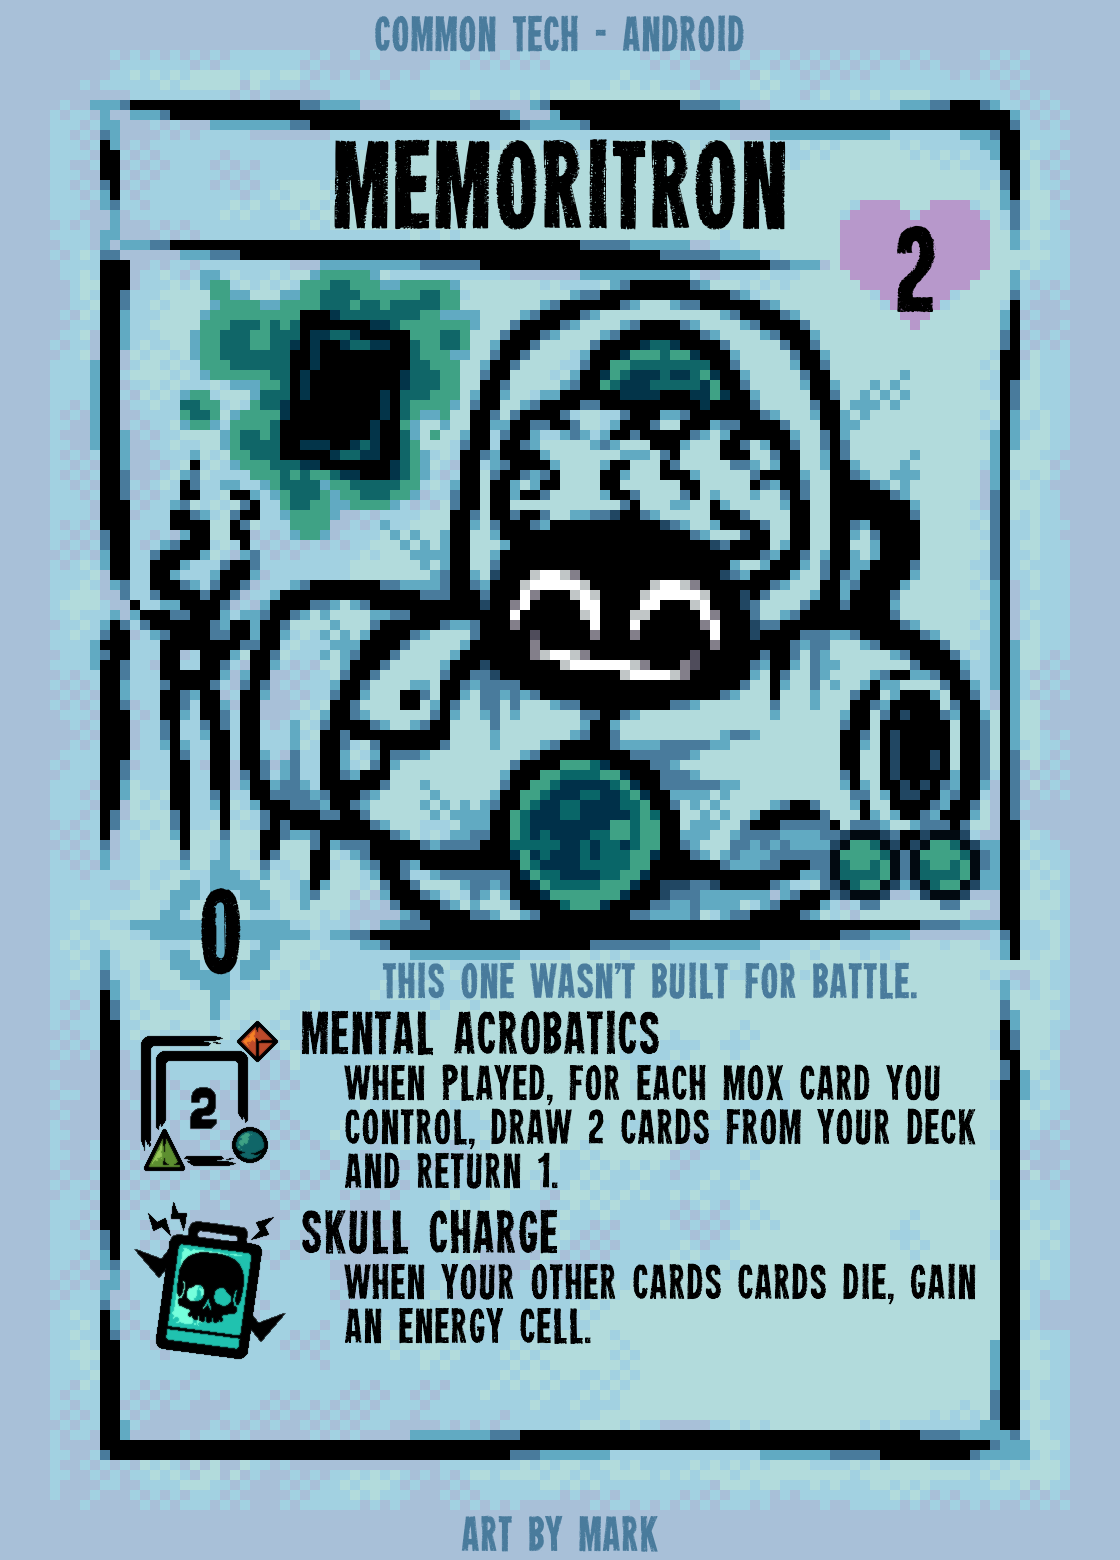 COMMON TECH - ANDROID
MEMORITRON
2
0
THIS ONE WASN'T BUILT FOR BATTLE.
MENTAL ACROBATICS
2
WHEN PLAYED, FOR EACH MOX CARD YOU
CONTROL, DRAW 2 CARDS FROM YOUR DECK
AND RETURN 1.
SKULL CHARGE
WHEN YOUR OTHER CARDS CARDS DIE, GAIN
AN ENERGY CELL.
ART BY MARK